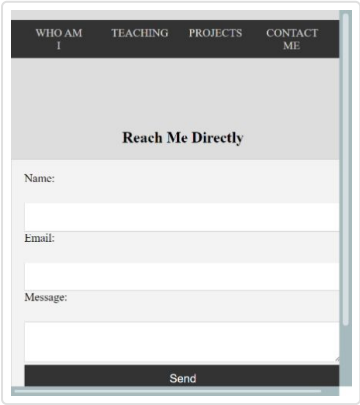 WHO AM I TEACHING PROJECTS CONTACT ME
Reach Me Directly
Name:
Email:
Message:
Send